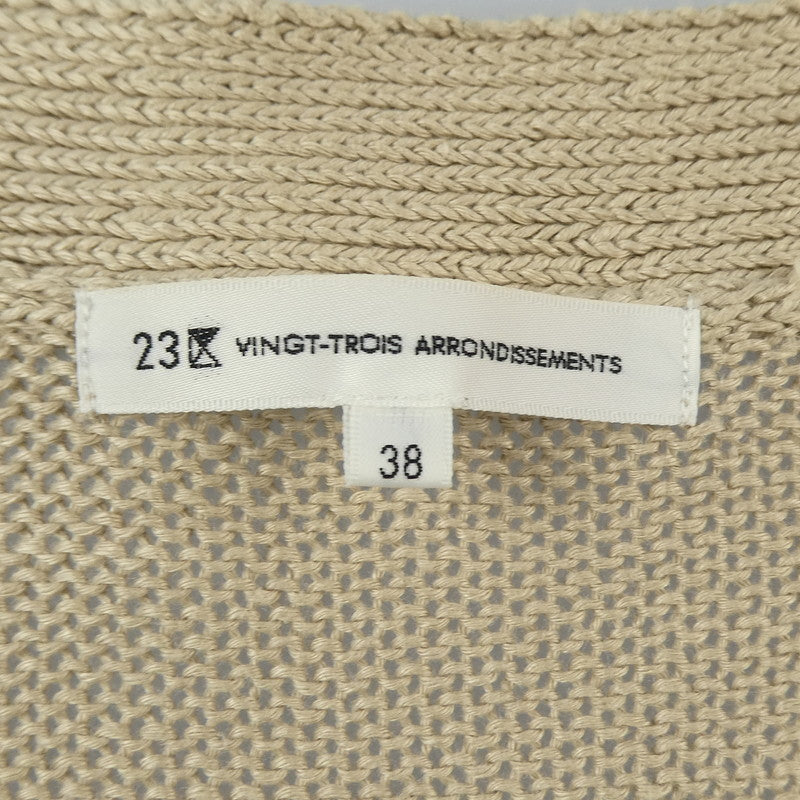 23区 VINGT-TROIS ARRONDISSEMENTS
38